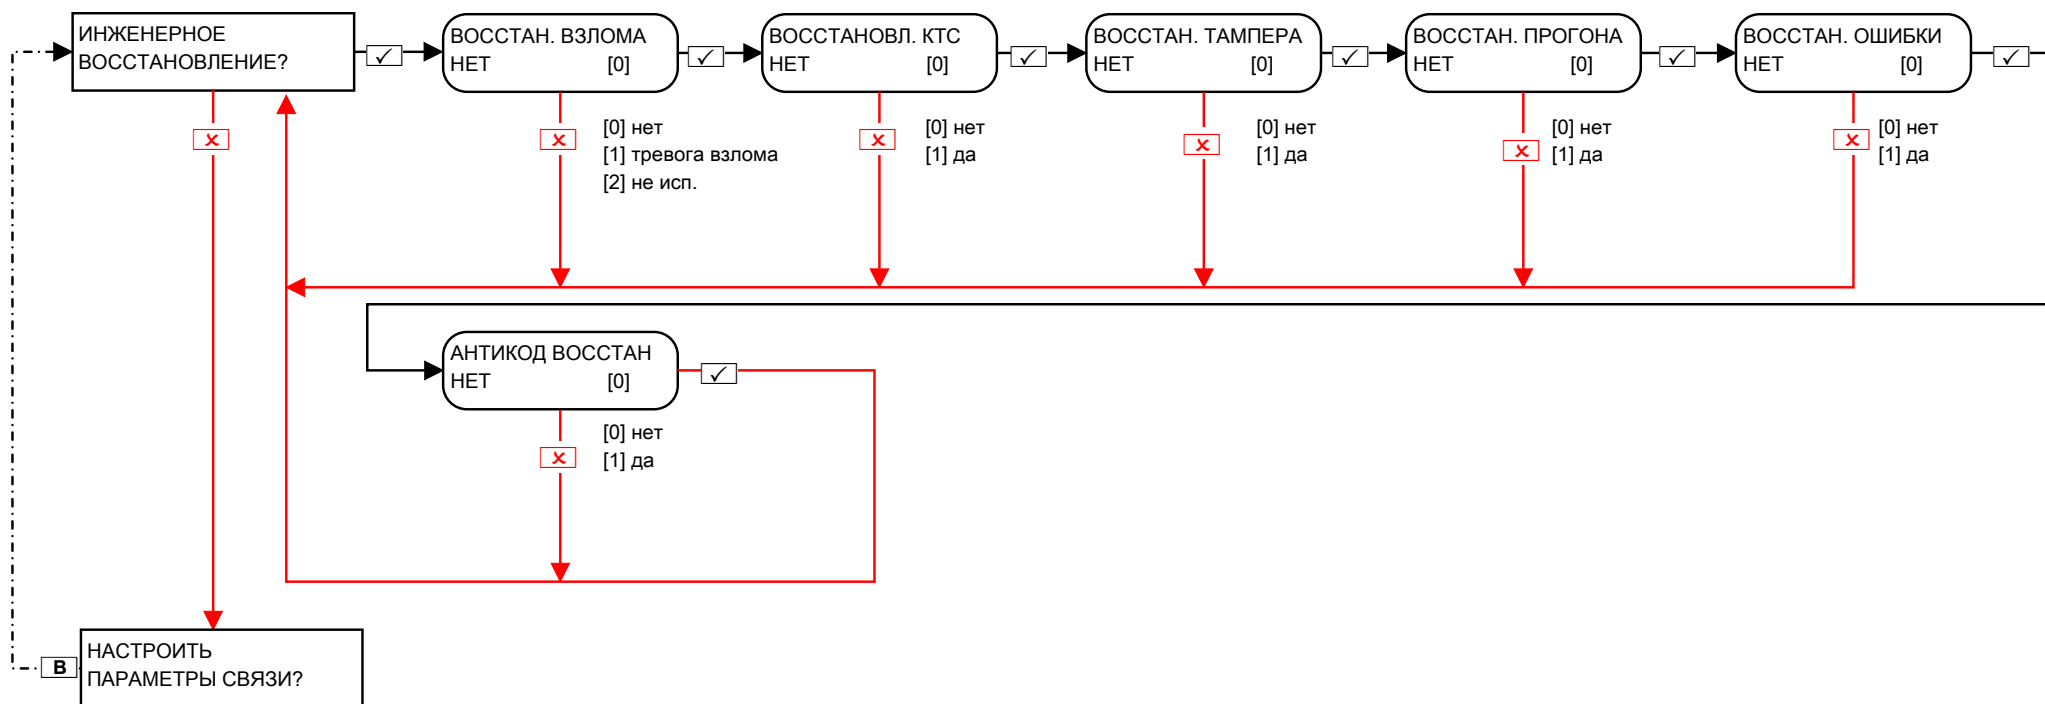 ИНЖЕНЕРНОЕ
ВОССТАНОВЛЕНИЕ?
ВОССТАН. ВЗЛОМА
НЕТ [0]
[0] нет
[1] тревога взлома
[2] не исп.
ВОССТАНОВЛ. КТС
НЕТ [0]
[0] нет
[1] да
ВОССТАН. ТАМПЕРА
НЕТ [0]
[0] нет
[1] да
ВОССТАН. ПРОГОНА
НЕТ [0]
[0] нет
[1] да
ВОССТАН. ОШИБКИ
НЕТ [0]
[0] нет
[1] да
АНТИКОД ВОССТАН
НЕТ [0]
[0] нет
[1] да
B
НАСТРОИТЬ
ПАРАМЕТРЫ СВЯЗИ?